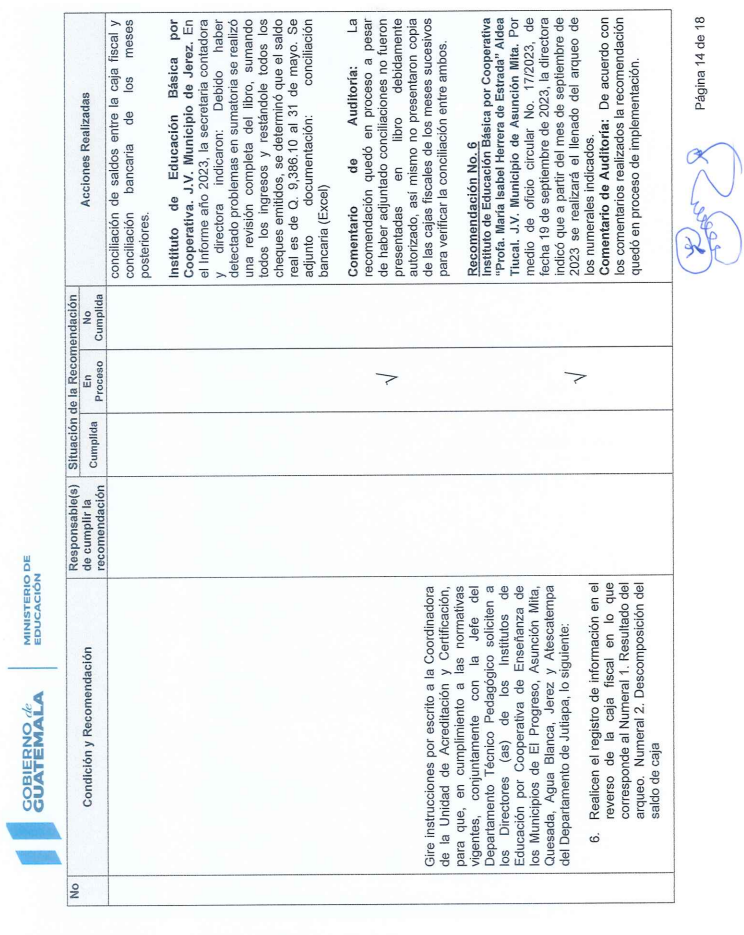 GOBIERNO de
GUATEMALA
MINISTERIO DE
EDUCACIÓN
No
Condición y Recomendación
Responsable(s)
de cumplir la
recomendación
Situación de la Recomendación
Cumplida
En
Proceso
No
Cumplida
Acciones Realizadas
conciliación de saldos entre la caja fiscal y
conciliación bancaria de los meses
posteriores.
Instituto de Educación Básica por
Cooperativa. J.V. Municipio de Jerez. En
el Informe año 2023, la secretaria contadora
y directora indicaron: Debido haber
detectado problemas en sumatoria se realizó
una revisión completa del libro, sumando
todos los ingresos y restándole todos los
cheques emitidos, se determinó que el saldo
real es de Q. 9,386.10 al 31 de mayo. Se
adjunto documentación: conciliación
bancaria (Excel)
Comentario de Auditoría: La
recomendación quedó en proceso a pesar
de haber adjuntado conciliaciones no fueron
presentadas en libro debidamente
autorizado, así mismo no presentaron copia
de las cajas fiscales de los meses sucesivos
para verificar la conciliación entre ambos.
√
Gire instrucciones por escrito a la Coordinadora
de la Unidad de Acreditación y Certificación,
para que, en cumplimiento a las normativas
vigentes, conjuntamente con la Jefe del
Departamento Técnico Pedagógico soliciten a
los Directores (as) de los Institutos de
Educación por Cooperativa de Enseñanza de
los Municipios de El Progreso, Asunción Mita,
Quesada, Agua Blanca, Jerez y Atescatempa
del Departamento de Jutiapa, lo siguiente:
6. Realicen el registro de información en el
reverso de la caja fiscal en lo que
corresponde al Numeral 1. Resultado del
arqueo. Numeral 2. Descomposición del
saldo de caja
√
Recomendación No. 6
Instituto de Educación Básica por Cooperativa
"Profa. María Isabel Herrera de Estrada" Aldea
Tiucal. J.V. Municipio de Asunción Mita. Por
medio de oficio circular No. 17/2023, de
fecha 19 de septiembre de 2023, la directora
indicó que a partir del mes de septiembre de
2023 se realizará el llenado del arqueo de
los numerales indicados.
Comentario de Auditoría: De acuerdo con
los comentarios realizados la recomendación
quedó en proceso de implementación.
Página 14 de 18